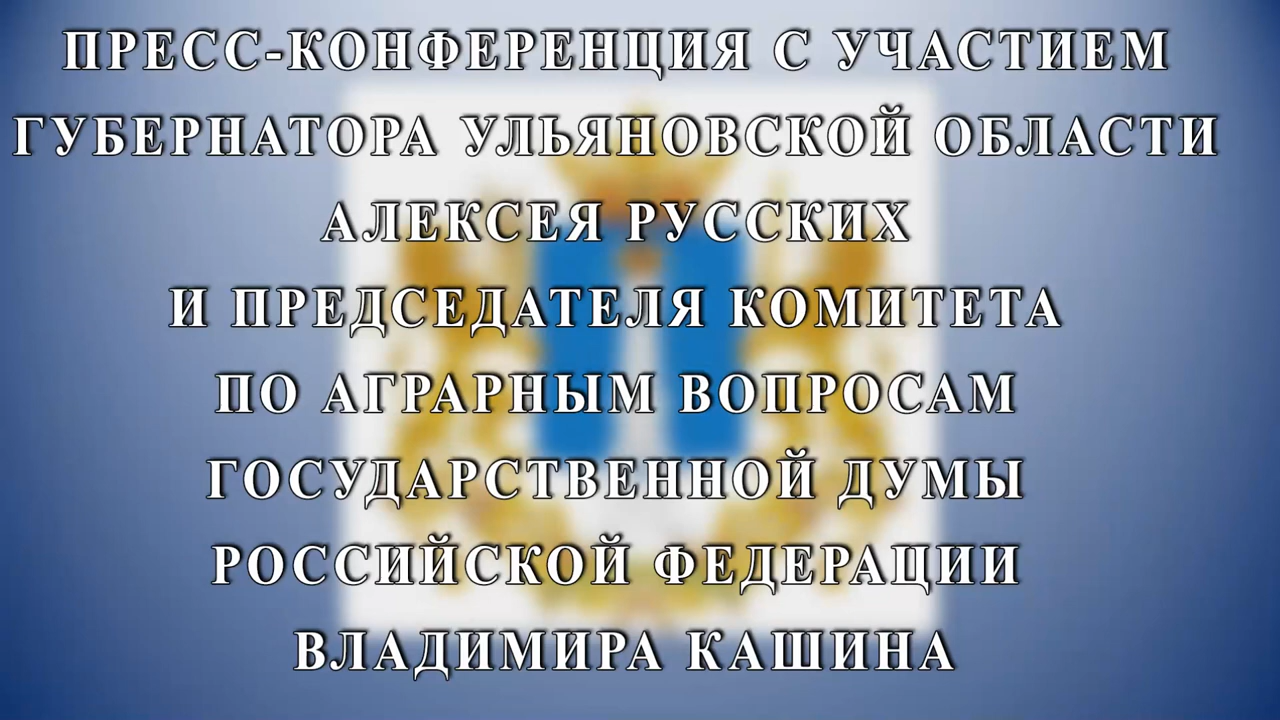 ПРЕСС-КОНФЕРЕНЦИЯ С УЧАСТИЕМ
ГУБЕРНАТОРА УЛЬЯНОВСКОЙ ОБЛАСТИ
АЛЕКСЕЯ РУССКИХ
И ПРЕДСЕДАТЕЛЯ КОМИТЕТА
ПО АГРАРНЫМ ВОПРОСАМ
ГОСУДАРСТВЕННОЙ ДУМЫ
РОССИЙСКОЙ ФЕДЕРАЦИИ
ВЛАДИМИРА КАШИНА